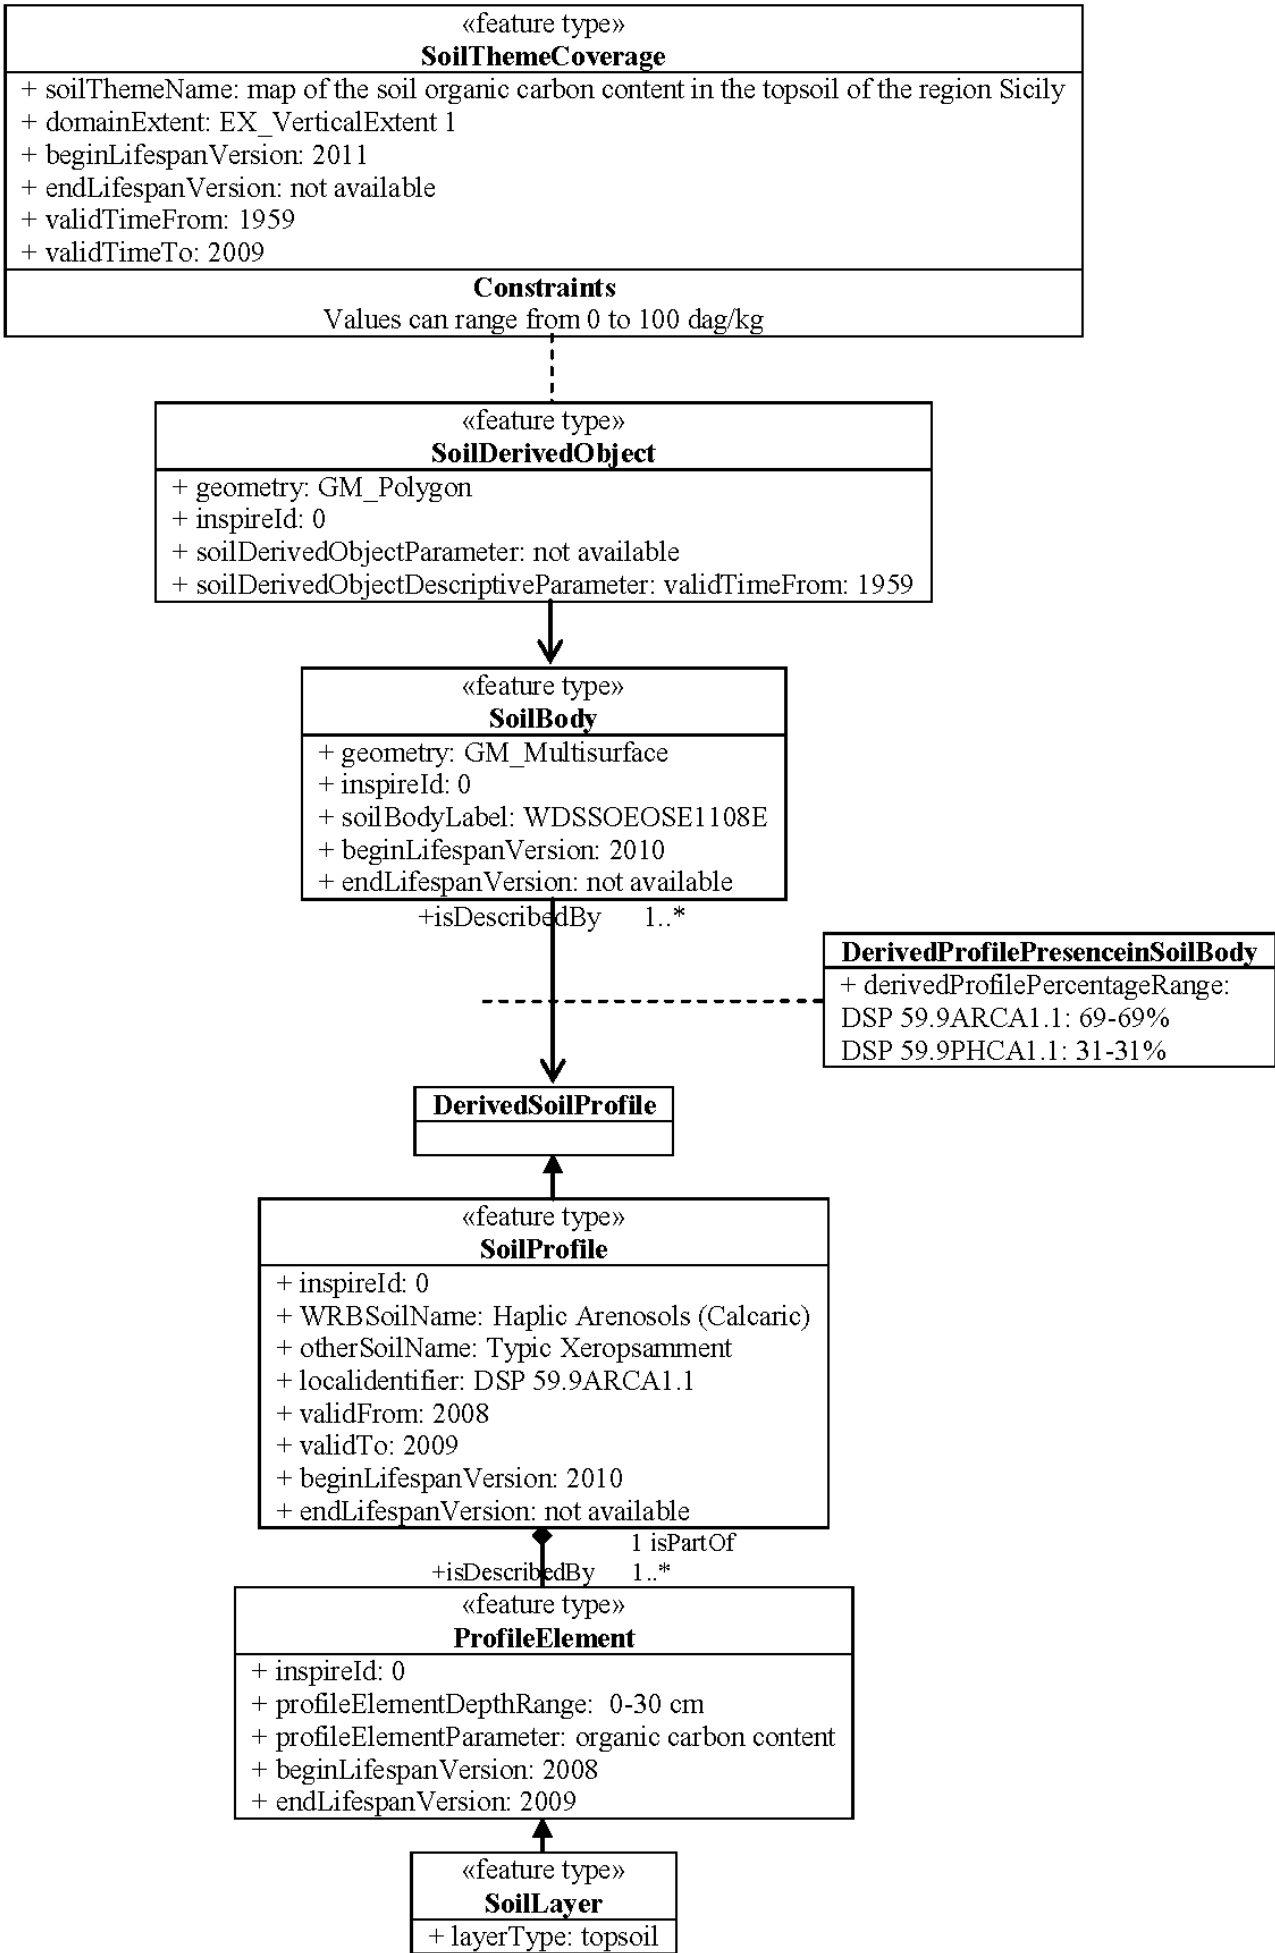 «feature type»
SoilThemeCoverage
+ soilThemeName: map of the soil organic carbon content in the topsoil of the region Sicily
+ domainExtent: EX_VerticalExtent 1
+ beginLifespanVersion: 2011
+ endLifespanVersion: not available
+ validTimeFrom: 1959
+ validTimeTo: 2009
Constraints
Values can range from 0 to 100 dag/kg
«feature type»
SoilDerivedObject
+ geometry: GM_Polygon
+ inspireId: 0
+ soilDerivedObjectParameter: not available
+ soilDerivedObjectDescriptiveParameter: validTimeFrom: 1959
«feature type»
SoilBody
+ geometry: GM_Multisurface
+ inspireId: 0
+ soilBodyLabel: WDSSOEOSE1108E
+ beginLifespanVersion: 2010
+ endLifespanVersion: not available
+isDescribedBy 1..*
DerivedProfilePresenceinSoilBody
+ derivedProfilePercentageRange:
DSP 59.9ARCA1.1: 69-69%
DSP 59.9PHCA1.1: 31-31%
DerivedSoilProfile
«feature type»
SoilProfile
+ inspireId: 0
+ WRBSoilName: Haplic Arenosols (Calcaric)
+ otherSoilName: Typic Xeropsamment
+ localidentifier: DSP 59.9ARCA1.1
+ validFrom: 2008
+ validTo: 2009
+ beginLifespanVersion: 2010
+ endLifespanVersion: not available
1 isPartOf
+isDescribedBy 1..*
«feature type»
ProfileElement
+ inspireId: 0
+ profileElementDepthRange: 0-30 cm
+ profileElementParameter: organic carbon content
+ beginLifespanVersion: 2008
+ endLifespanVersion: 2009
«feature type»
SoilLayer
+ layerType: topsoil